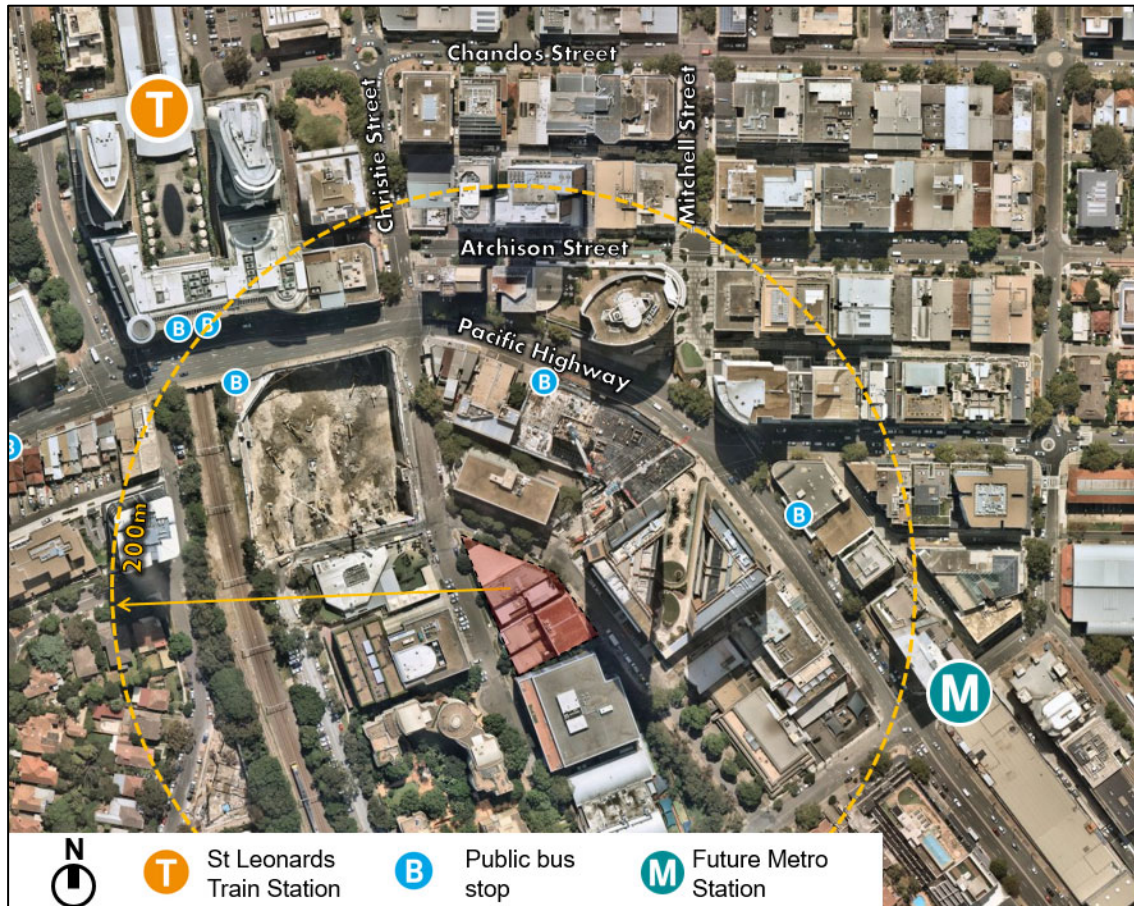 Chandos Street
T
Christie Street
Mitchell Street
Atchison Street
B
B
Pacific Highway
B
B
B
200m
B
M
N
T
St Leonards
Train Station
B
Public bus
stop
M
Future Metro
Station